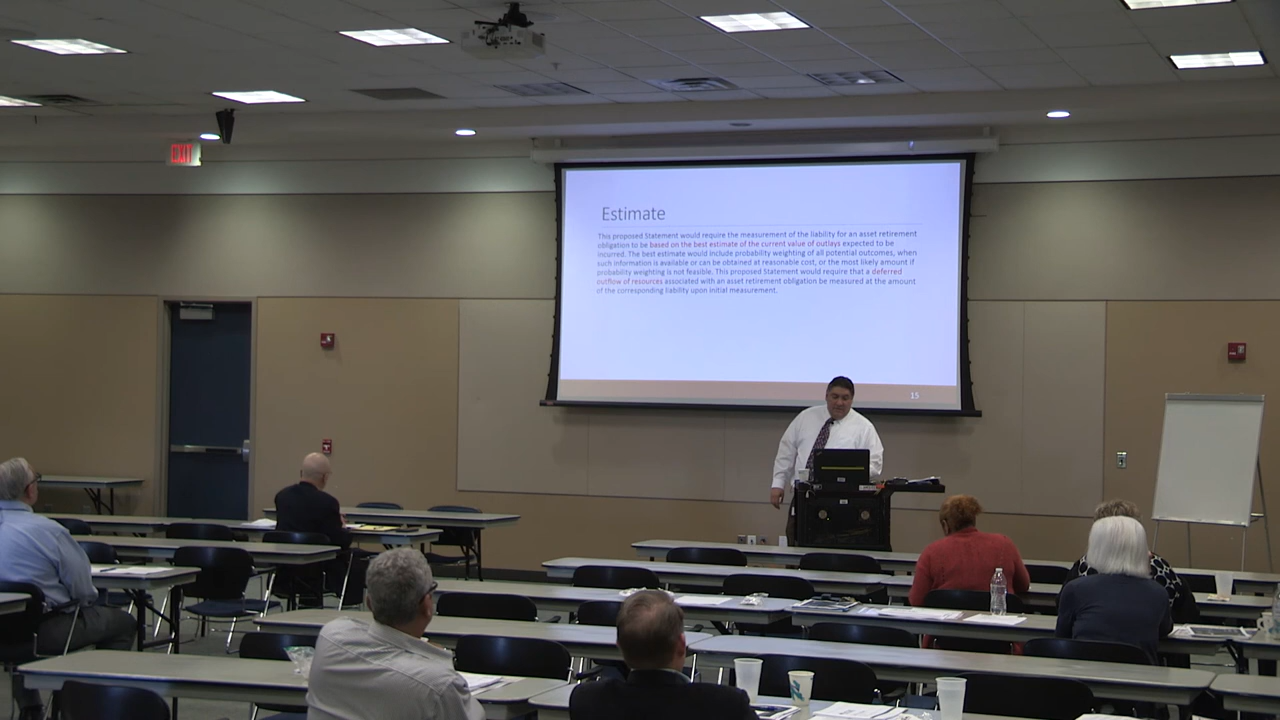 EXIT
Estimate
This proposed Statement would require the measurement of the liability for an asset retirement
obligation to be based on the best estimate of the current value of outlays expected to be
incurred. The best estimate would include probability weighting of all potential outcomes, when
such information is available or can be obtained at reasonable cost, or the most likely amount if
probability weighting is not feasible. This proposed Statement would require that a deferred
outflow of resources associated with an asset retirement obligation be measured at the amount
of the corresponding liability upon initial measurement.
15